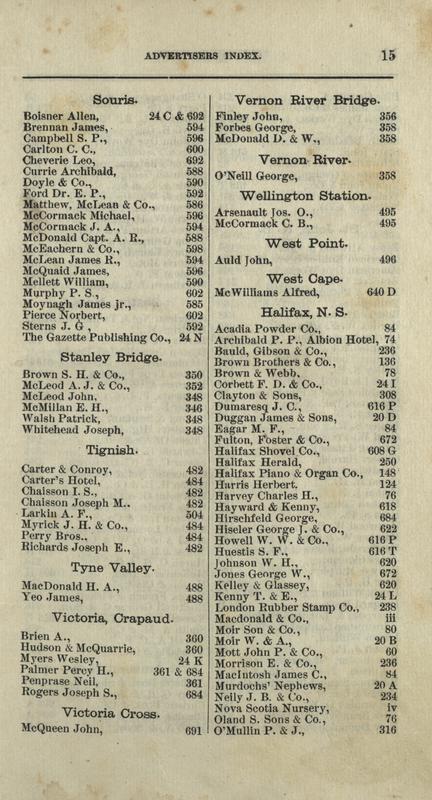 ADVERTISERS INDEX.
15
Souris.
Boisner Allen, 24 C & 692
Brennan James, 594
Campbell S. P., 596
Carlton C. C., 600
Cheverie Leo, 692
Currie Archibald, 588
Doyle & Co., 590
Ford Dr. E. P., 592
Matthew, McLean & Co., 586
McCormack Michael, 596
McCormack J. A., 594
McDonald Capt. A. R., 588
McEachern & Co., 598
McLean James R., 594
McQuaid James, 596
Mellett William, 590
Murphy P. S., 602
Moynagh James jr., 585
Pierce Norbert, 602
Sterns J. G , 592
The Gazette Publishing Co., 24 N
Stanley Bridge.
Brown S. H. & Co., 350
McLeod A. J. & Co., 352
McLeod John, 348
McMillan E. H., 346
Walsh Patrick, 348
Whitehead Joseph, 348
Tignish.
Carter & Conroy, 482
Carter's Hotel, 484
Chaisson I. S., 482
Chaisson Joseph M.. 484
Larkin A. F., 504
Myrick J. H. & Co., 484
Perry Bros.. 484
Richards Joseph E., 482
Tyne Valley.
MacDonald H. A., 488
Yeo James, 488
Victoria, Crapaud.
Brien A., 360
Hudson & McQuarrie, 360
Myers Wesley, 24 K
Palmer Percy H., 361 & 684
Penprase Neil, 361
Rogers Joseph S., 684
Victoria Cross.
McQueen John, 691
Vernon River Bridge.
Finley John, 356
Forbes George, 358
McDonald D. & W., 358
Vernon River.
O'Neill George, 358
Wellington Station.
Arsenault Jos. O., 495
McCormack C. B., 495
West Point.
Auld John, 496
West Cape.
McWilliams Alfred, 640 D
Halifax, N. S.
Acadia Powder Co., 84
Archibald P. P., Albion Hotel, 74
Bauld, Gibson & Co., 236
Brown Brothers & Co., 136
Brown & Webb, 78
Corbett F. D. & Co., 24 I
Clayton & Sons, 308
Dumaresq J. C., 616 P
Duggan James & Sons, 20 D
Eagar M. F., 84
Fulton, Foster & Co., 672
Halifax Shovel Co., 608 G
Halifax Herald, 250
Halifax Piano & Organ Co., 148
Harris Herbert, 124
Harvey Charles H., 76
Hayward & Kenny, 618
Hirschfeld George, 684
Hiseler George J. & Co., 622
Howell W. W. & Co., 616 P
Huestis S. F., 616 T
Johnson W. H., 620
Jones George W., 672
Kelley & Glassey, 620
Kenny T. & E., 24 L
London Rubber Stamp Co., 238
Macdonald & Co., iii
Moir Son & Co., 80
Moir W. & A., 20 B
Mott John P. & Co., 60
Morrison E. & Co., 236
MacIntosh James C., 84
Murdochs' Nephews, 20 A
Neily J. B. & Co., 234
Nova Scotia Nursery, iv
Oland S. Sons & Co., 76
O'Mullin P. & J., 316